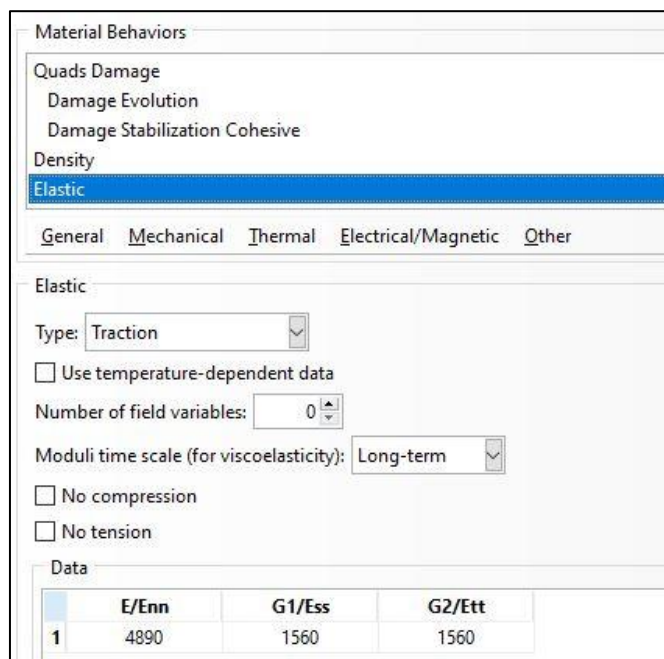 Material Behaviors
Quads Damage
Damage Evolution
Damage Stabilization Cohesive
Density
Elastic
General Mechanical Thermal Electrical/Magnetic Other
Elastic
Type: Traction
Use temperature-dependent data
Number of field variables: 0
Moduli time scale (for viscoelasticity): Long-term
No compression
No tension
Data
E/Enn G1/Ess G2/Ett
1 4890 1560 1560